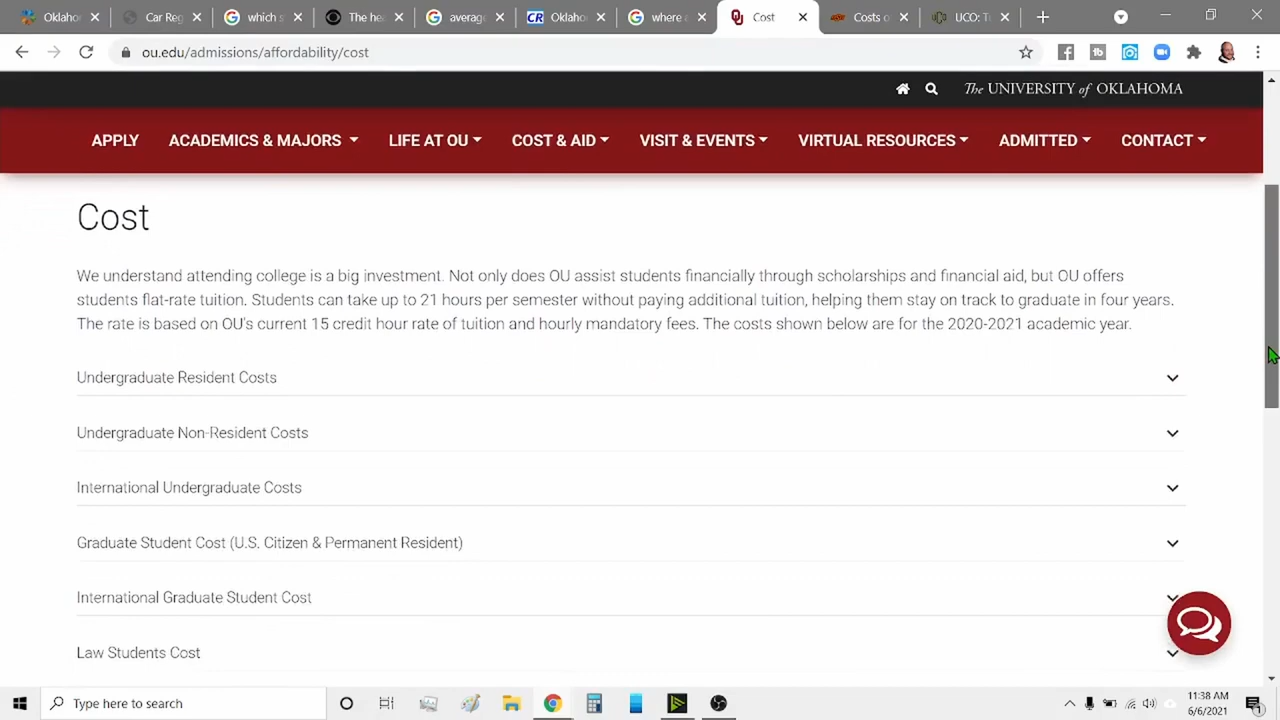 Oklahon
Car Reg
which s
The hea
average
Oklaho
where a
Cost
Costs o
UCO: Tu
ou.edu/admissions/affordability/cost
The UNIVERSITY of OKLAHOMA
APPLY ACADEMICS & MAJORS LIFE AT OU COST & AID VISIT & EVENTS VIRTUAL RESOURCES ADMITTED CONTACT
Cost
We understand attending college is a big investment. Not only does OU assist students financially through scholarships and financial aid, but OU offers
students flat-rate tuition. Students can take up to 21 hours per semester without paying additional tuition, helping them stay on track to graduate in four years.
The rate is based on OU's current 15 credit hour rate of tuition and hourly mandatory fees. The costs shown below are for the 2020-2021 academic year.
Undergraduate Resident Costs
Undergraduate Non-Resident Costs
International Undergraduate Costs
Graduate Student Cost (U.S. Citizen & Permanent Resident)
International Graduate Student Cost
Law Students Cost
Type here to search
11:38 AM
6/6/2021